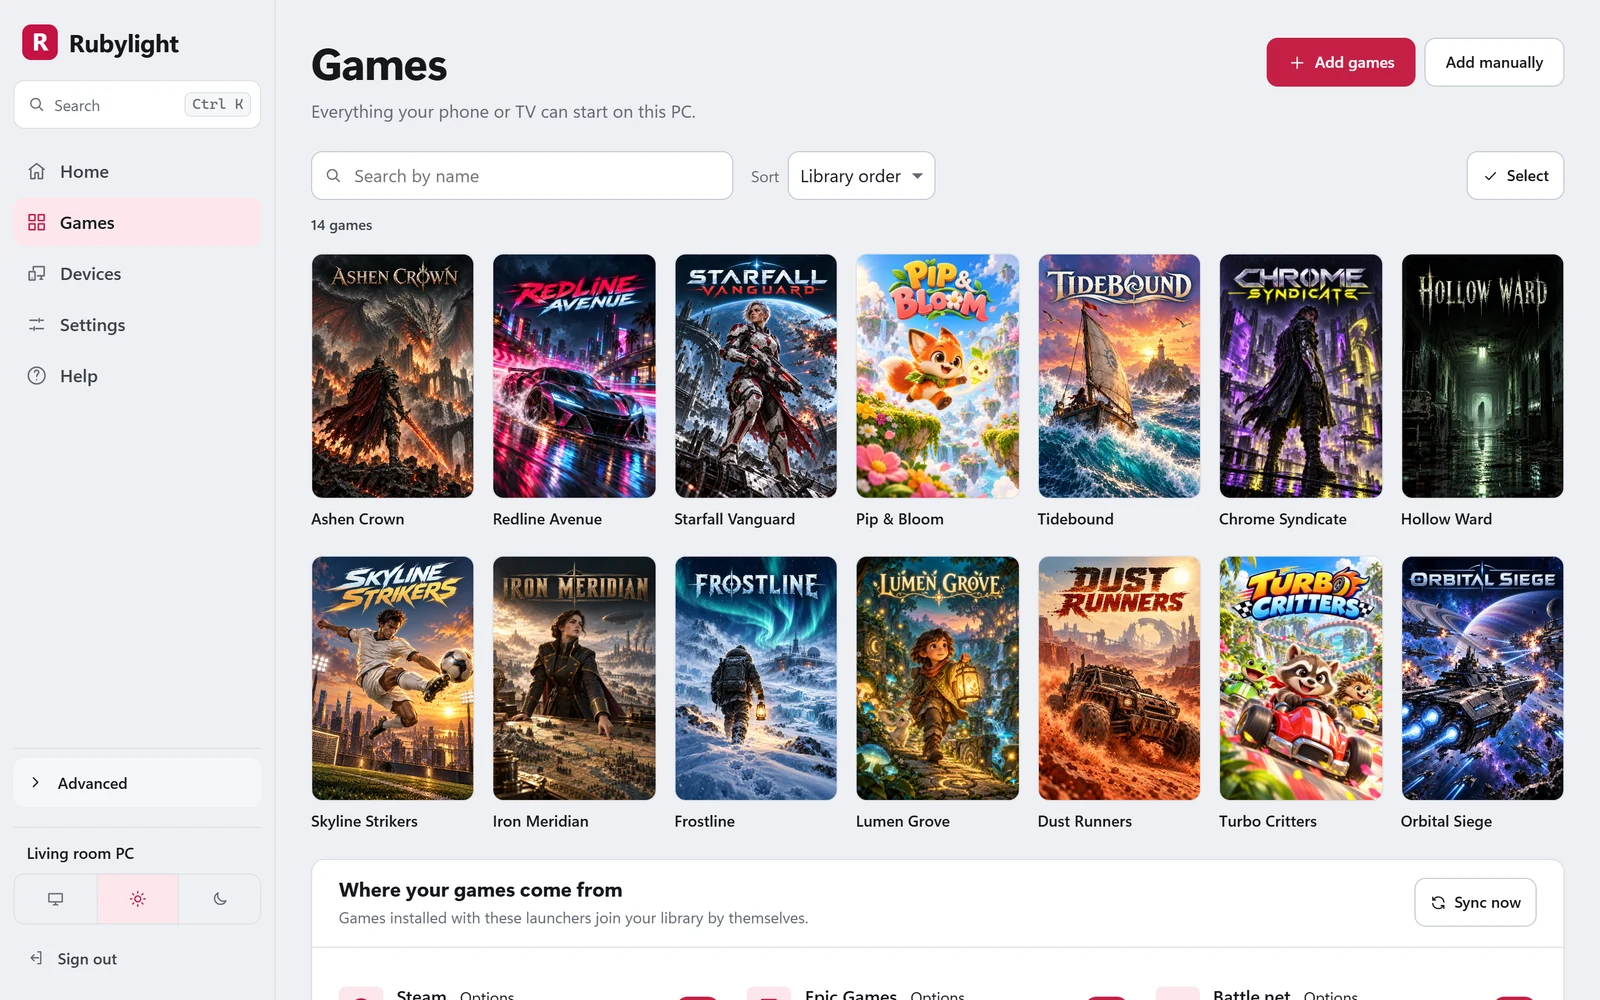 R Rubylight
Search Ctrl K
Home
Games
Devices
Settings
Help
Advanced
Living room PC
Sign out
Games
Everything your phone or TV can start on this PC.
+ Add games
Add manually
Search by name
Sort Library order
Select
14 games
ASHEN CROWN
REDLINE AVENUE
STARFALL VANGUARD
PIP & BLOOM
TIDEBOUND
CHROME SYNDICATE
HOLLOW WARD
Ashen Crown
Redline Avenue
Starfall Vanguard
Pip & Bloom
Tidebound
Chrome Syndicate
Hollow Ward
SKYLINE STRIKERS
IRON MERIDIAN
FROSTLINE
LUMEN GROVE
DUST RUNNERS
TURBO CRITTERS
ORBITAL SIEGE
Skyline Strikers
Iron Meridian
Frostline
Lumen Grove
Dust Runners
Turbo Critters
Orbital Siege
Where your games come from
Games installed with these launchers join your library by themselves.
Sync now
Steam Options
Epic Games Options
Battle.net Options